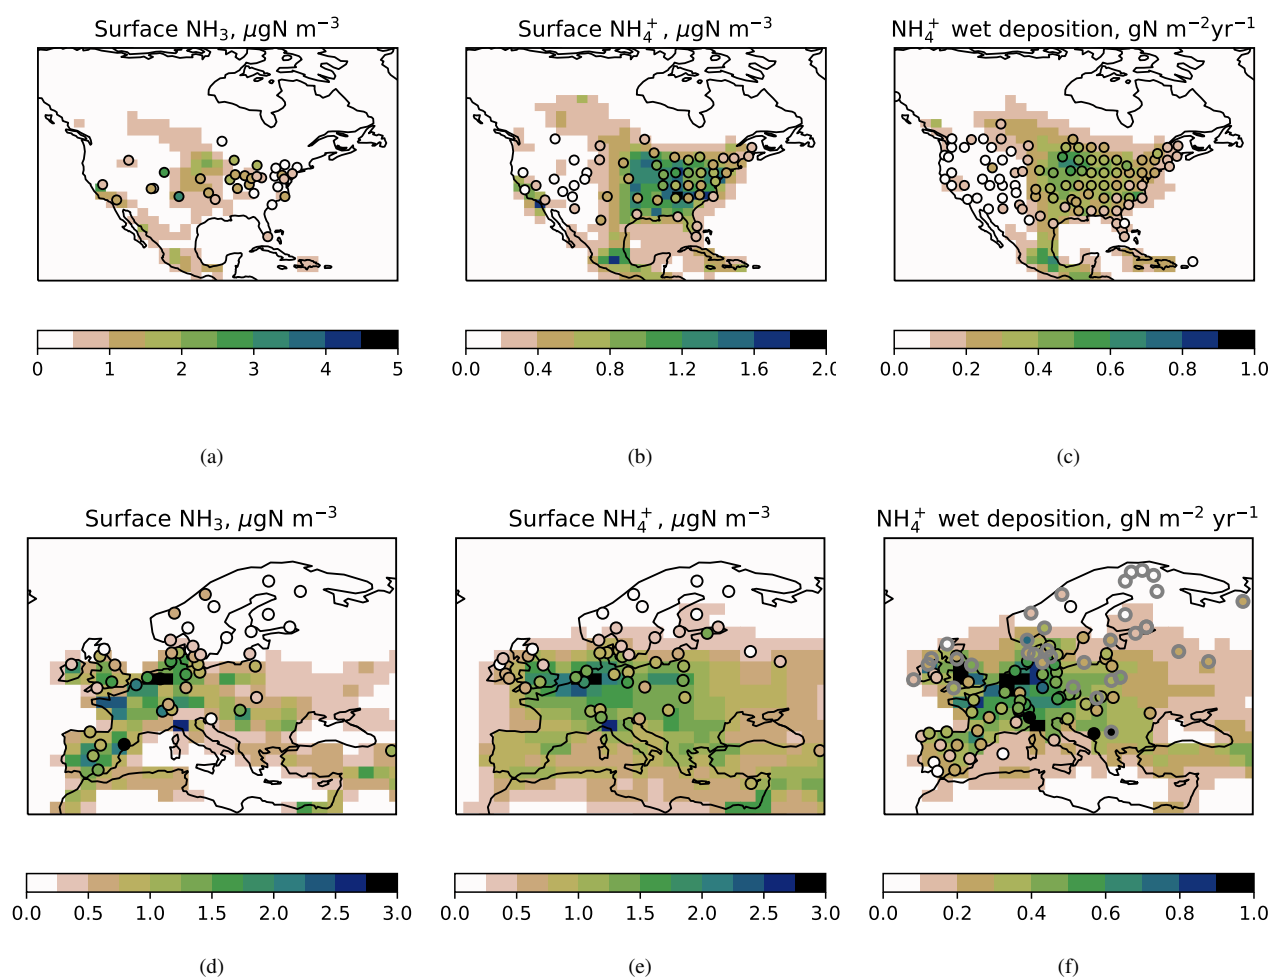 Surface NH₃, μgN m⁻³
Surface NH₄⁺, μgN m⁻³
NH₄⁺ wet deposition, gN m⁻²yr⁻¹
0 1 2 3 4 5
0.0 0.4 0.8 1.2 1.6 2.0
0.0 0.2 0.4 0.6 0.8 1.0
(a)
(b)
(c)
Surface NH₃, μgN m⁻³
Surface NH₄⁺, μgN m⁻³
NH₄⁺ wet deposition, gN m⁻² yr⁻¹
0.0 0.5 1.0 1.5 2.0 2.5 3.0
0.0 0.5 1.0 1.5 2.0 2.5 3.0
0.0 0.2 0.4 0.6 0.8 1.0
(d)
(e)
(f)